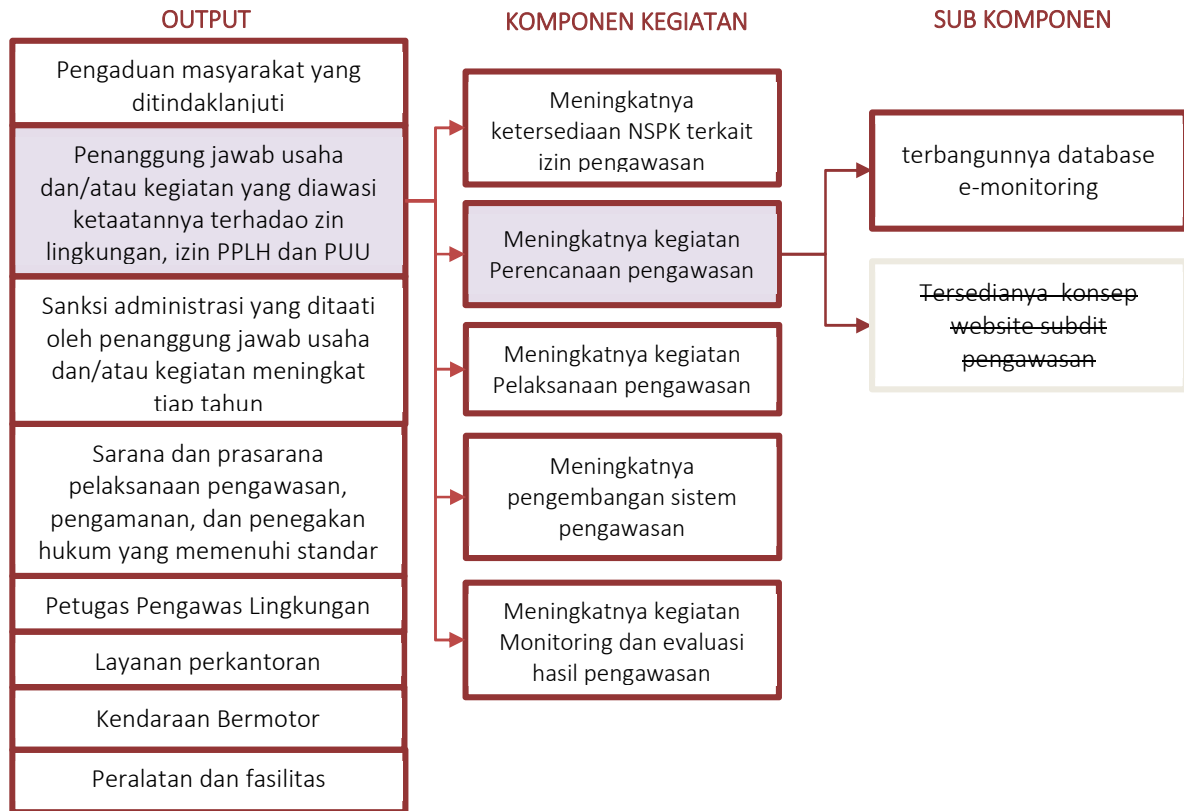 OUTPUT
Pengaduan masyarakat yang
ditindaklanjuti
Penanggung jawab usaha
dan/atau kegiatan yang diawasi
ketaatannya terhadao zin
lingkungan, izin PPLH dan PUU
Sanksi administrasi yang ditaati
oleh penanggung jawab usaha
dan/atau kegiatan meningkat
tiap tahun
Sarana dan prasarana
pelaksanaan pengawasan,
pengamanan, dan penegakan
hukum yang memenuhi standar
Petugas Pengawas Lingkungan
Layanan perkantoran
Kendaraan Bermotor
Peralatan dan fasilitas
KOMPONEN KEGIATAN
Meningkatnya
ketersediaan NSPK terkait
izin pengawasan
Meningkatnya kegiatan
Perencanaan pengawasan
Meningkatnya kegiatan
Pelaksanaan pengawasan
Meningkatnya
pengembangan sistem
pengawasan
Meningkatnya kegiatan
Monitoring dan evaluasi
hasil pengawasan
SUB KOMPONEN
terbangunnya database
e-monitoring
Tersedianya konsep
website subdit
pengawasan